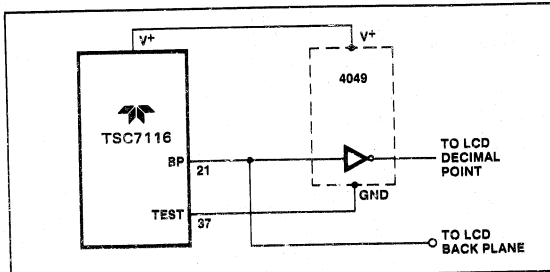 V+
V+
4049
TSC7116
BP
21
TO LCD
DECIMAL
POINT
GND
TEST
37
TO LCD
BACK PLANE